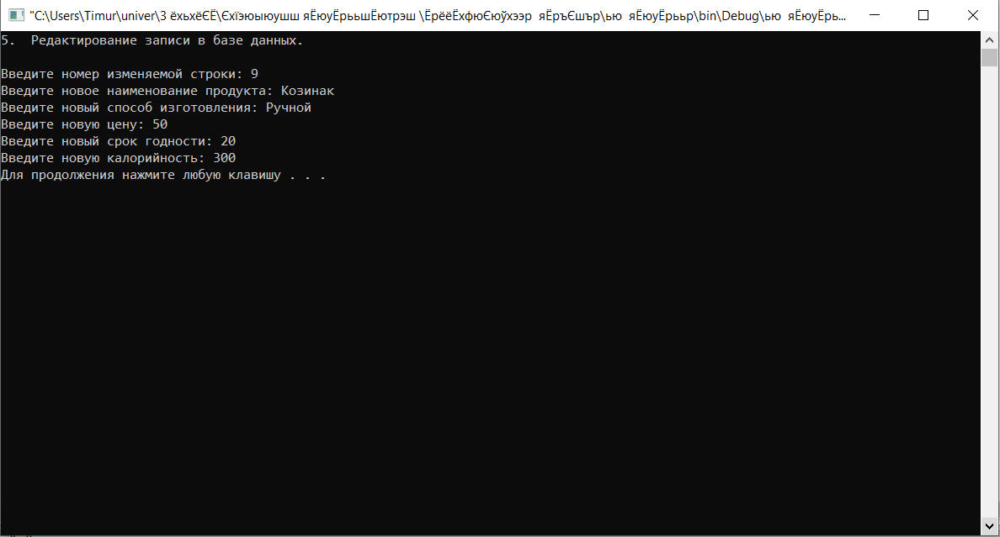 "C:\Users\Timur\univer\3 ёхьхёЄЁ\Єхїэюыюушш яЁюуЁрььшЁютрэш \ЁрёёЁхфюЄюўхээр  яЁръЄшър\ью  яЁюуЁрььр\bin\Debug\ью  яЁюуЁрь...
5.  Редактирование записи в базе данных.
Введите номер изменяемой строки: 9
Введите новое наименование продукта: Козинак
Введите новый способ изготовления: Ручной
Введите новую цену: 50
Введите новый срок годности: 20
Введите новую калорийность: 300
Для продолжения нажмите любую клавишу . . .